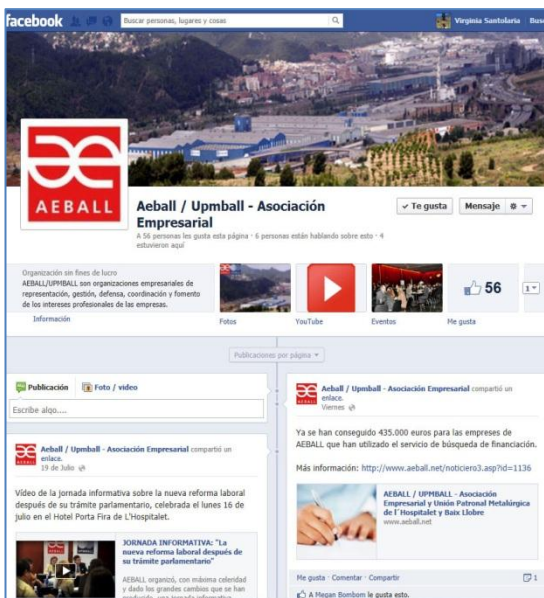 facebook
Buscar personas, lugares y cosas
Virginia Santolaria
AEBALL
Aeball / Upmball - Asociación
Empresarial
A 56 personas les gusta esta página · 6 personas están hablando sobre esto · 4
estuvieron aquí
Te gusta
Mensaje
Organización sin fines de lucro
AEBALL/UPMBALL son organizaciones empresariales de
representación, gestión, defensa, coordinación y fomento
de los intereses profesionales de las empresas.
Información
Fotos
YouTube
Eventos
56
Me gusta
1
Publicaciones por página
Publicación
Foto / vídeo
Escribe algo....
Aeball / Upmball - Asociación Empresarial compartió un
enlace.
19 de Julio
Vídeo de la jornada informativa sobre la nueva reforma laboral
después de su trámite parlamentario, celebrada el lunes 16 de
julio en el Hotel Porta Fira de L'Hospitalet.
JORNADA INFORMATIVA: "La
nueva reforma laboral después de
su trámite parlamentario"
AEBALL organizó, con máxima celeridad
y dado los grandes cambios que se han
Aeball / Upmball - Asociación Empresarial compartió un
enlace.
Viernes
Ya se han conseguido 435.000 euros para las empreses de
AEBALL que han utilizado el servicio de búsqueda de financiación.
Más información: http://www.aeball.net/noticiero3.asp?id=1136
AEBALL / UPMBALL - Asociación
Empresarial y Unión Patronal Metalúrgica
de l´Hospitalet y Baix Llobre
www.aeball.net
Me gusta · Comentar · Compartir
1
A Megan Bombom le gusta esto.